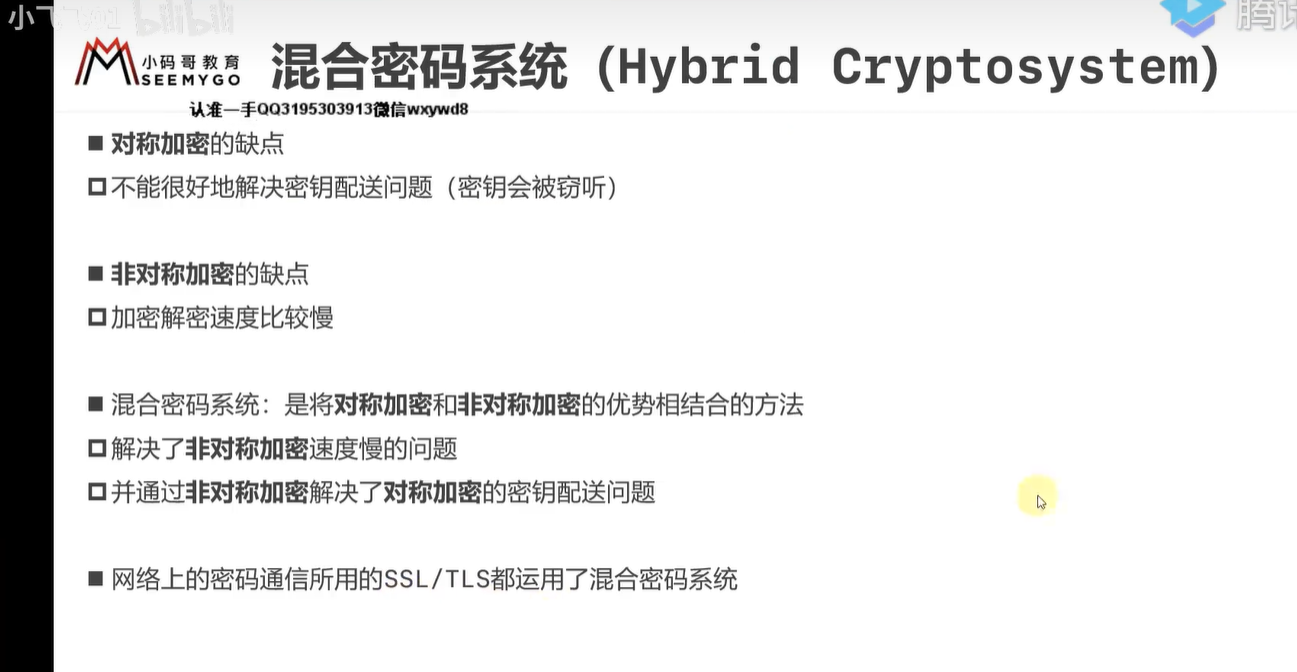 小飞飞
bilibili
腾讯
小码哥教育
SEEMYGO
混合密码系统（Hybrid Cryptosystem）
认准一手QQ3195303913微信wxywd8
对称加密的缺点
不能很好地解决密钥配送问题（密钥会被窃听）
非对称加密的缺点
加密解密速度比较慢
混合密码系统：是将对称加密和非对称加密的优势相结合的方法
解决了非对称加密速度慢的问题
并通过非对称加密解决了对称加密的密钥配送问题
网络上的密码通信所用的SSL/TLS都运用了混合密码系统